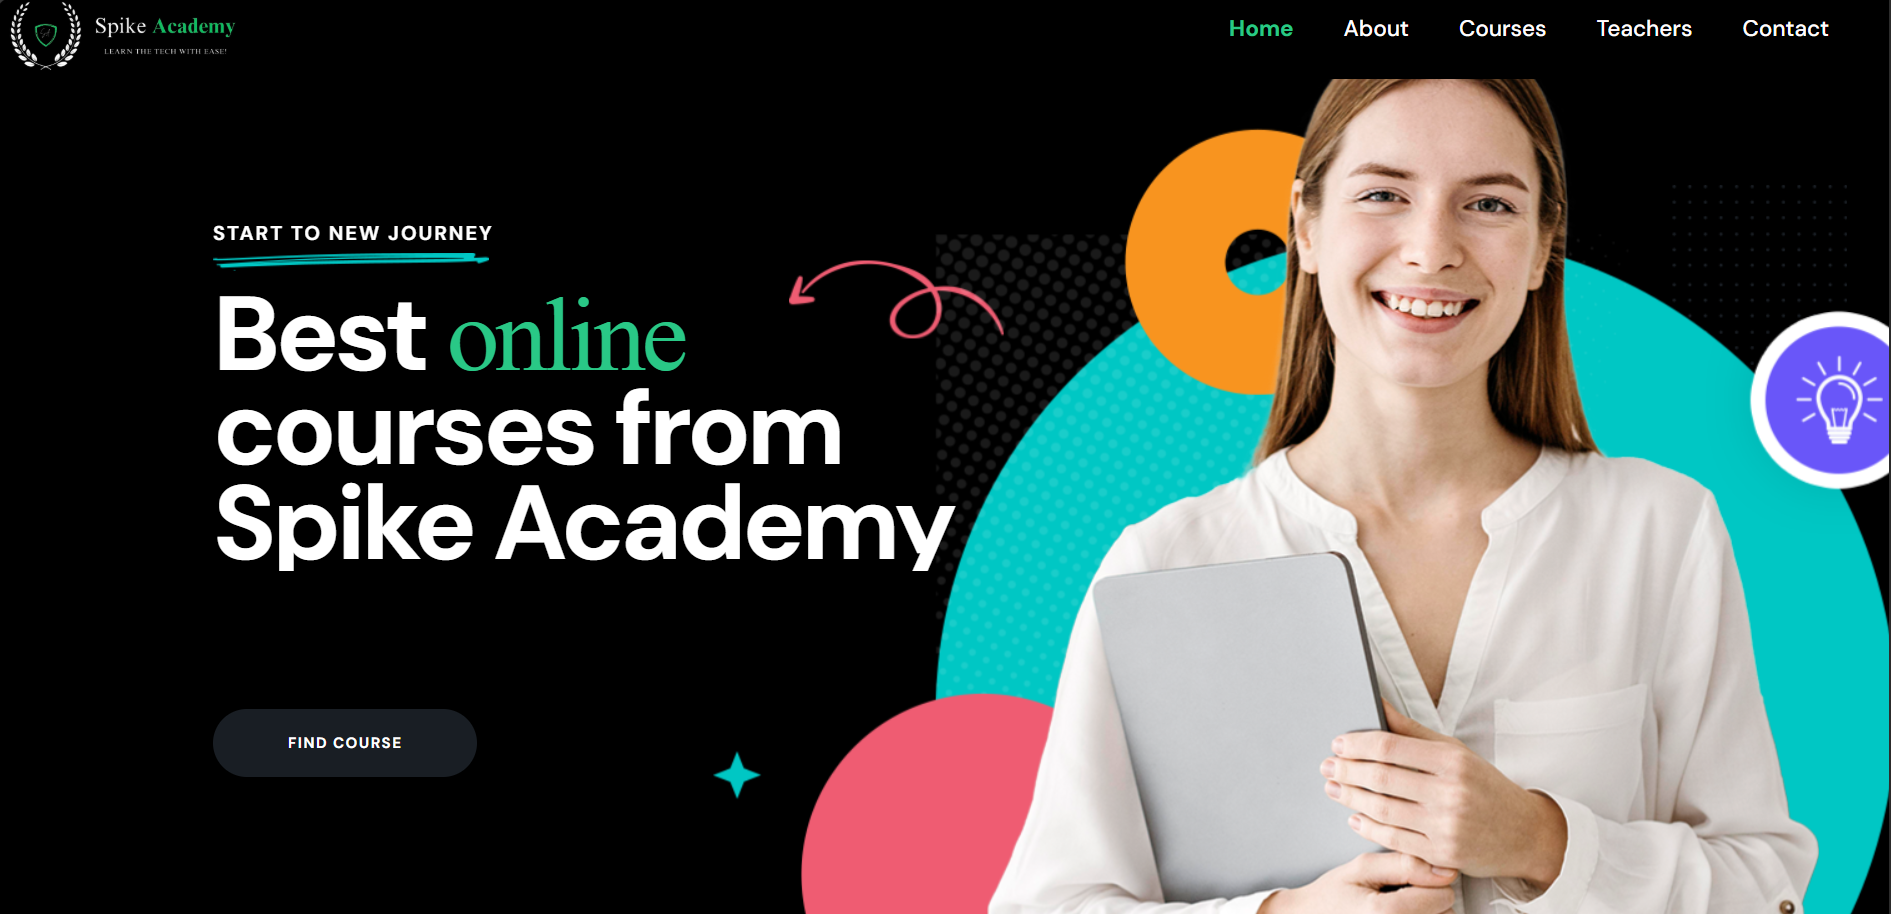 Spike Academy
LEARN THE TECH WITH EASE!
Home About Courses Teachers Contact
START TO NEW JOURNEY
Best online
courses from
Spike Academy
FIND COURSE